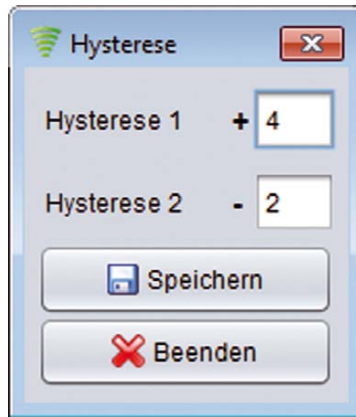 Hysterese
Hysterese 1 + 4
Hysterese 2 - 2
Speichern
Beenden